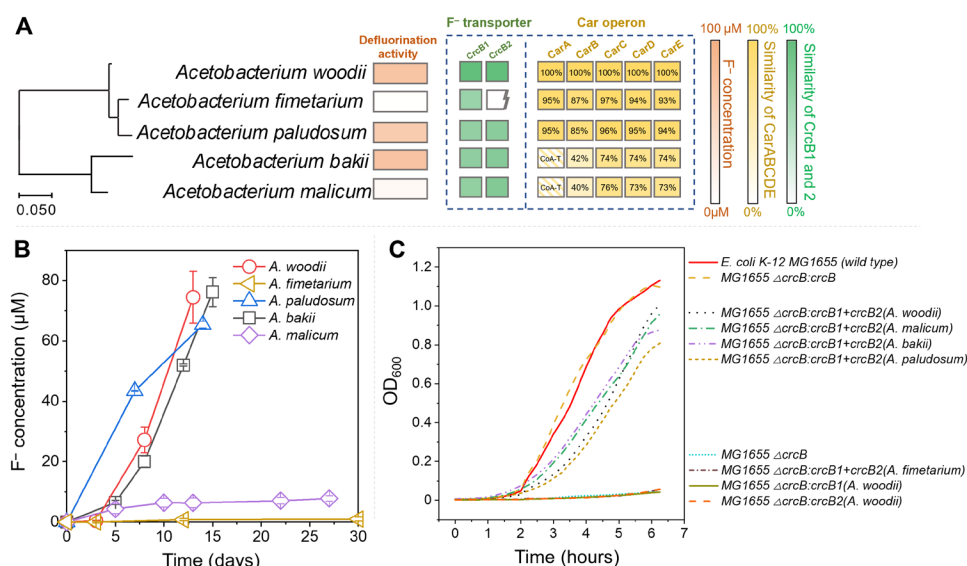 A
F⁻ transporter
Car operon
Defluorination
activity
CrcB1 CrcB2
CarA CarB CarC CarD CarE
Acetobacterium woodii
100% 100% 100% 100% 100%
Acetobacterium fimetarium
95% 87% 97% 94% 93%
Acetobacterium paludosum
95% 85% 96% 95% 94%
Acetobacterium bakii
CoA-T 42% 74% 74% 74%
Acetobacterium malicum
CoA-T 40% 76% 73% 73%
0.050
100 μM
F⁻ concentration
0μM
100%
Similarity of CarABCDE
0%
100%
Similarity of CrcB1 and 2
0%
B
F⁻ concentration (μM)
80
60
40
20
0
0 5 10 15 20 25 30
Time (days)
A. woodii
A. fimetarium
A. paludosum
A. bakii
A. malicum
C
OD600
1.2
1.0
0.8
0.6
0.4
0.2
0.0
0 1 2 3 4 5 6 7
Time (hours)
E. coli K-12 MG1655 (wild type)
MG1655 ΔcrcB:crcB
MG1655 ΔcrcB:crcB1+crcB2(A. woodii)
MG1655 ΔcrcB:crcB1+crcB2(A. malicum)
MG1655 ΔcrcB:crcB1+crcB2(A. bakii)
MG1655 ΔcrcB:crcB1+crcB2(A. paludosum)
MG1655 ΔcrcB
MG1655 ΔcrcB:crcB1+crcB2(A. fimetarium)
MG1655 ΔcrcB:crcB1(A. woodii)
MG1655 ΔcrcB:crcB2(A. woodii)